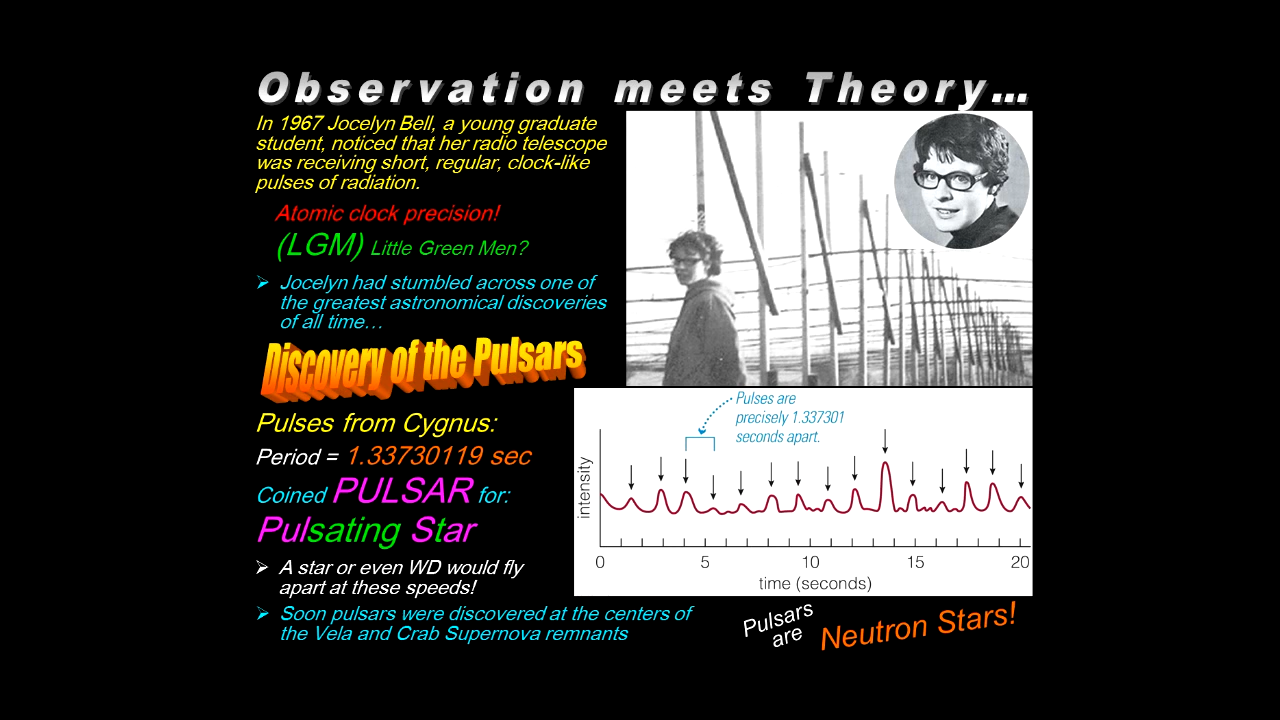 Observation meets Theory…
In 1967 Jocelyn Bell, a young graduate
student, noticed that her radio telescope
was receiving short, regular, clock-like
pulses of radiation.
Atomic clock precision!
(LGM) Little Green Men?
➢ Jocelyn had stumbled across one of
the greatest astronomical discoveries
of all time…
Discovery of the Pulsars
Pulses from Cygnus:
Period = 1.33730119 sec
Coined PULSAR for:
Pulsating Star
➢ A star or even WD would fly
apart at these speeds!
➢ Soon pulsars were discovered at the centers of
the Vela and Crab Supernova remnants
Pulses are
precisely 1.337301
seconds apart.
intensity
0 5 10 15 20
time (seconds)
Pulsars
are
Neutron Stars!